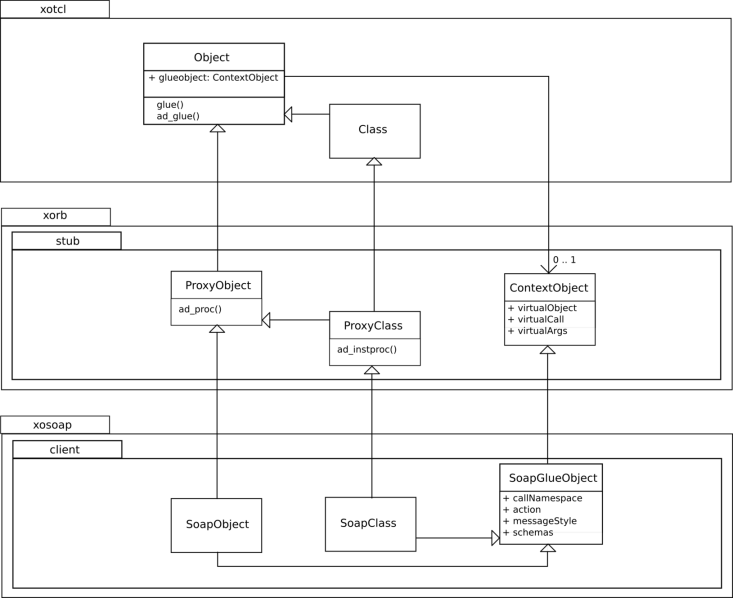 xotcl
Object
+ glueobject: ContextObject
glue()
ad_glue()
Class
xorb
stub
0 .. 1
ProxyObject
ad_proc()
ContextObject
+ virtualObject
+ virtualCall
+ virtualArgs
ProxyClass
ad_instproc()
xosoap
client
SoapGlueObject
+ callNamespace
+ action
+ messageStyle
+ schemas
SoapObject
SoapClass